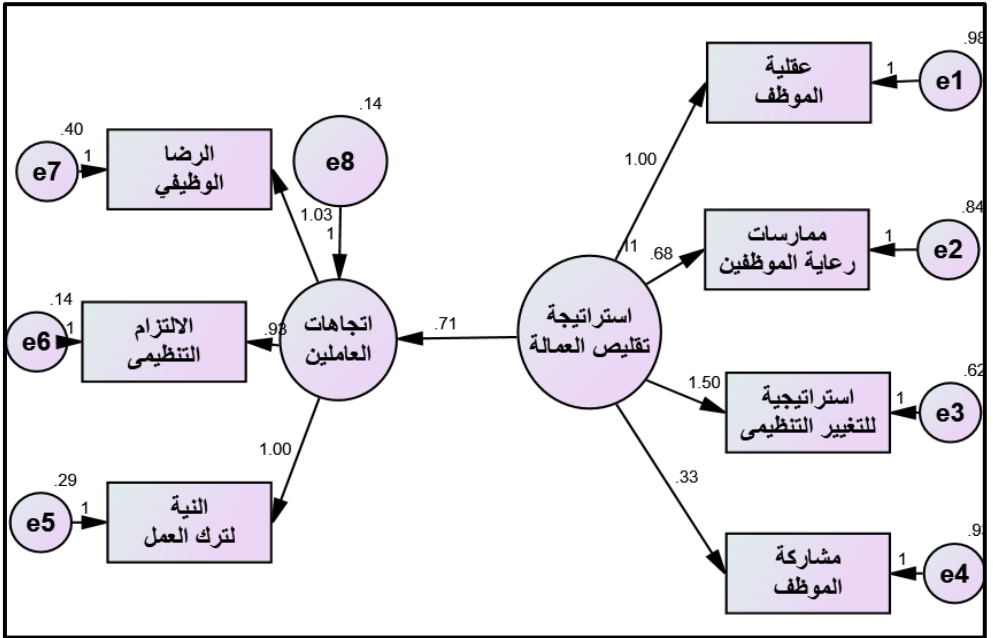 .98
عقلية
الموظف
1
e1
1.00
.84
ممارسات
رعاية الموظفين
1
e2
.68
استراتيجة
تقليص العمالة
.71
.62
استراتيجية
للتغيير التنظيمى
1
e3
1.50
مشاركة
الموظف
1
e4
.33
.14
e8
1
اتجاهات
العاملين
.40
e7
1
الرضا
الوظيفي
1.03
.14
e6
1
الالتزام
التنظيمى
.93
.29
e5
1
النية
لترك العمل
1.00